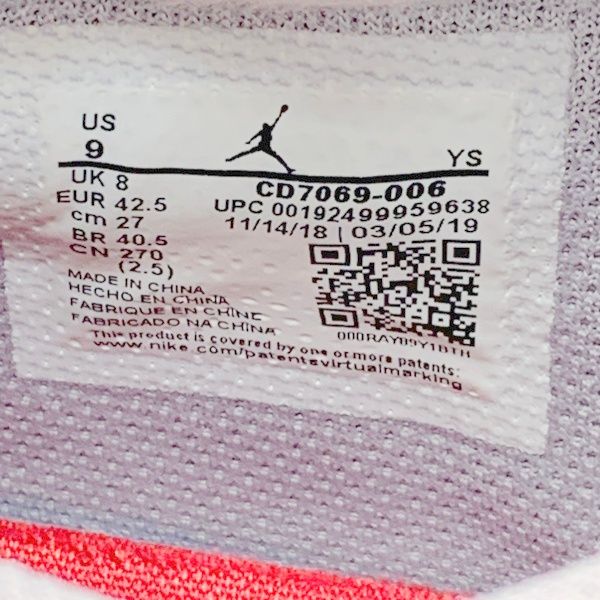 US
9
YS
UK 8
EUR 42.5
cm 27
BR 40.5
CN 270
(2.5)
CD7069-006
UPC 00192499959638
11/14/18 | 03/05/19
MADE IN CHINA
HECHO EN CHINA
FABRIQUE EN CHINE
FABRICADO NA CHINA
This product is covered by one or more patents:
www.nike.com/patentsvirtualmarking